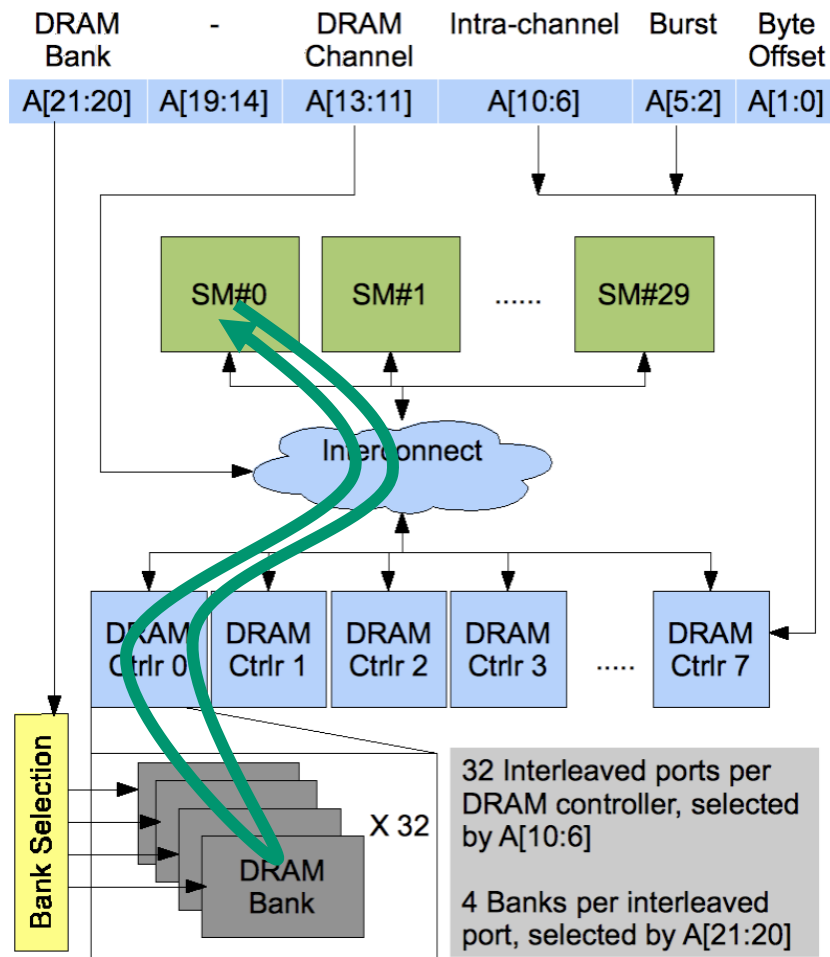 DRAM
Bank
-
DRAM
Channel
Intra-channel
Burst
Byte
Offset
A[21:20]
A[19:14]
A[13:11]
A[10:6]
A[5:2]
A[1:0]
SM#0
SM#1
......
SM#29
Interconnect
DRAM
Ctrlr 0
DRAM
Ctrlr 1
DRAM
Ctrlr 2
DRAM
Ctrlr 3
.....
DRAM
Ctrlr 7
Bank Selection
X 32
DRAM
Bank
32 Interleaved ports per
DRAM controller, selected
by A[10:6]
4 Banks per interleaved
port, selected by A[21:20]